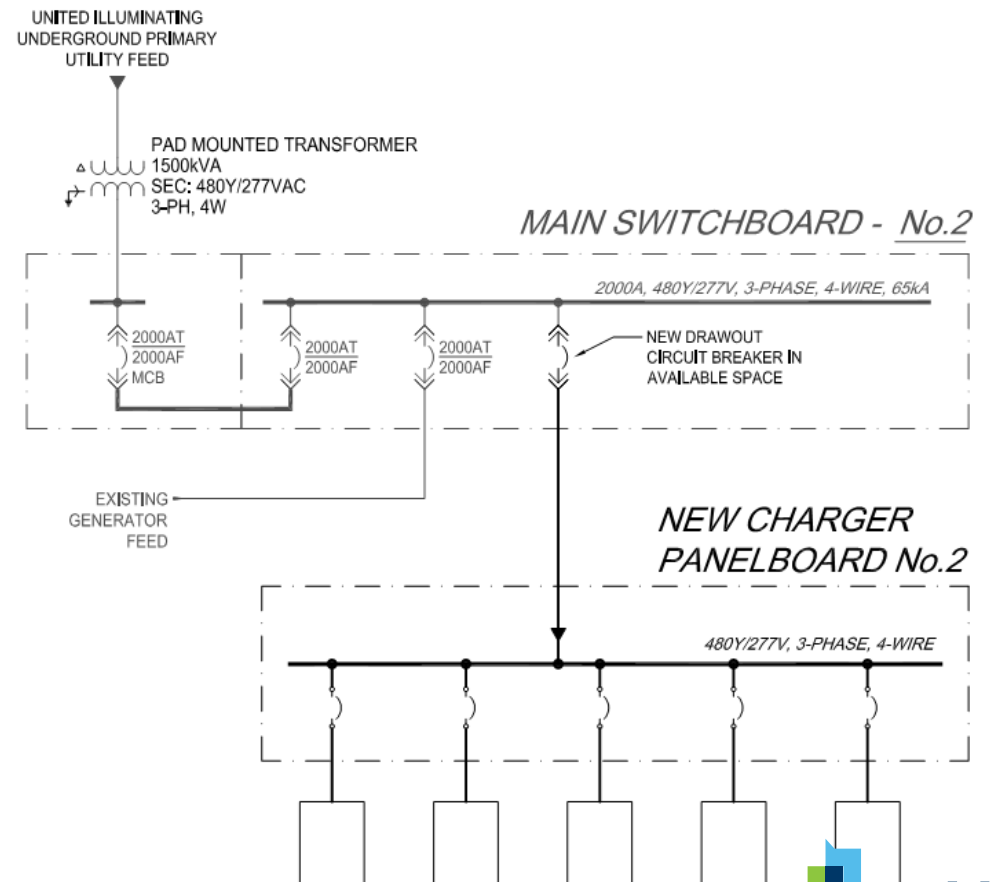 UNITED ILLUMINATING
UNDERGROUND PRIMARY
UTILITY FEED
PAD MOUNTED TRANSFORMER
1500kVA
SEC: 480Y/277VAC
3-PH, 4W
MAIN SWITCHBOARD - No.2
2000A, 480Y/277V, 3-PHASE, 4-WIRE, 65kA
2000AT
2000AF
MCB
2000AT
2000AF
2000AT
2000AF
NEW DRAWOUT
CIRCUIT BREAKER IN
AVAILABLE SPACE
EXISTING
GENERATOR
FEED
NEW CHARGER
PANELBOARD No.2
480Y/277V, 3-PHASE, 4-WIRE